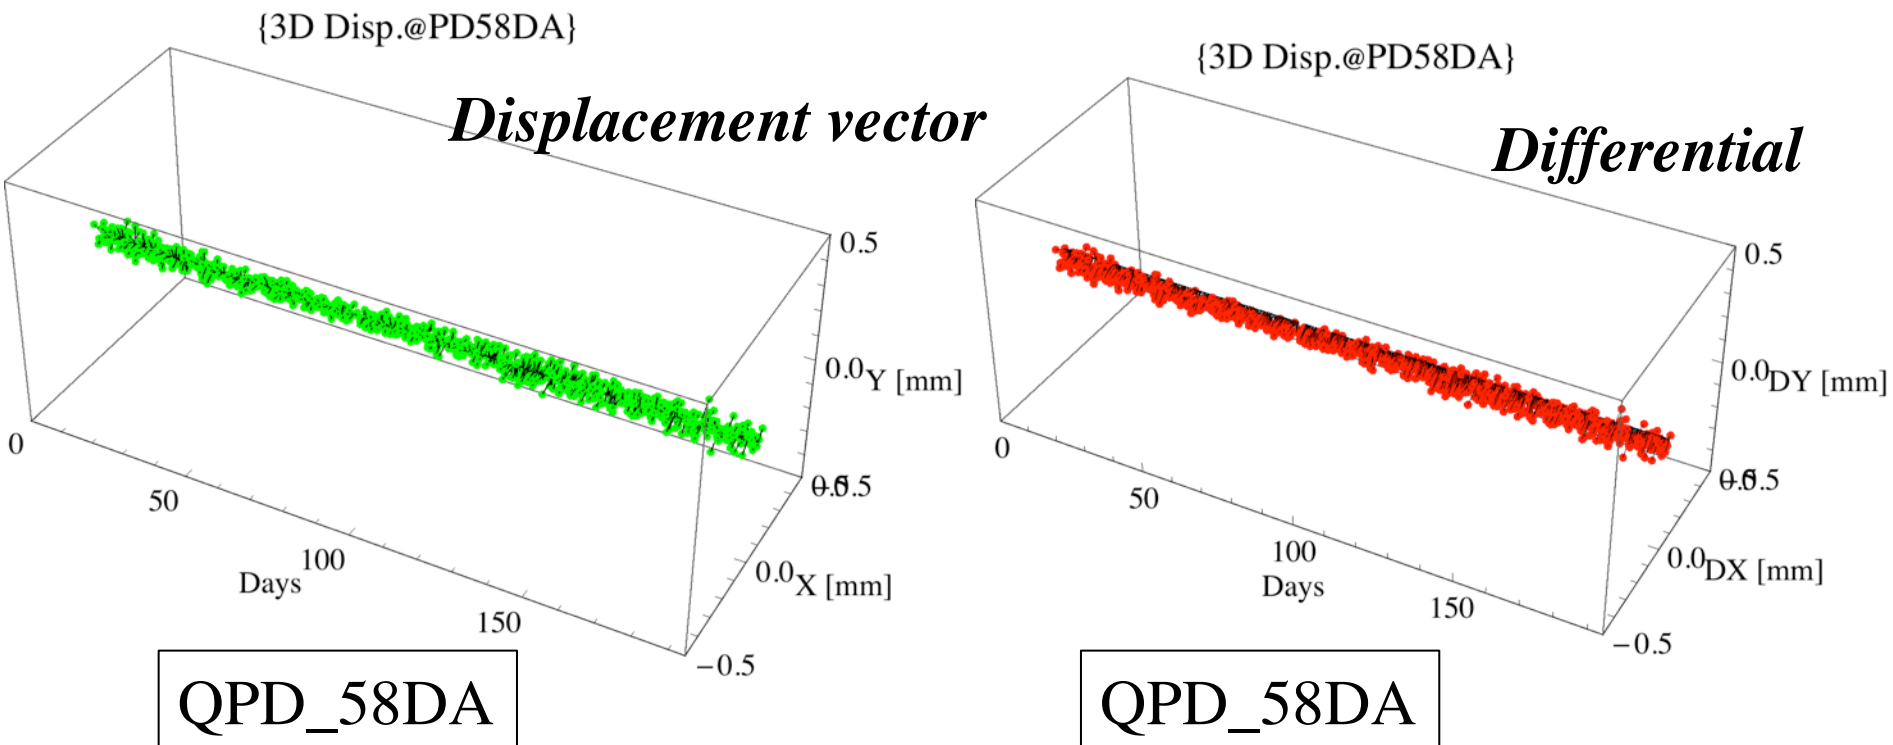 {3D Disp.@PD58DA}
Displacement vector
0.5
0.0
Y [mm]
0.0
X [mm]
−0.5
0
50
100
150
Days
QPD_58DA
{3D Disp.@PD58DA}
Differential
0.5
0.0
DY [mm]
0.0
DX [mm]
−0.5
0
50
100
150
Days
QPD_58DA